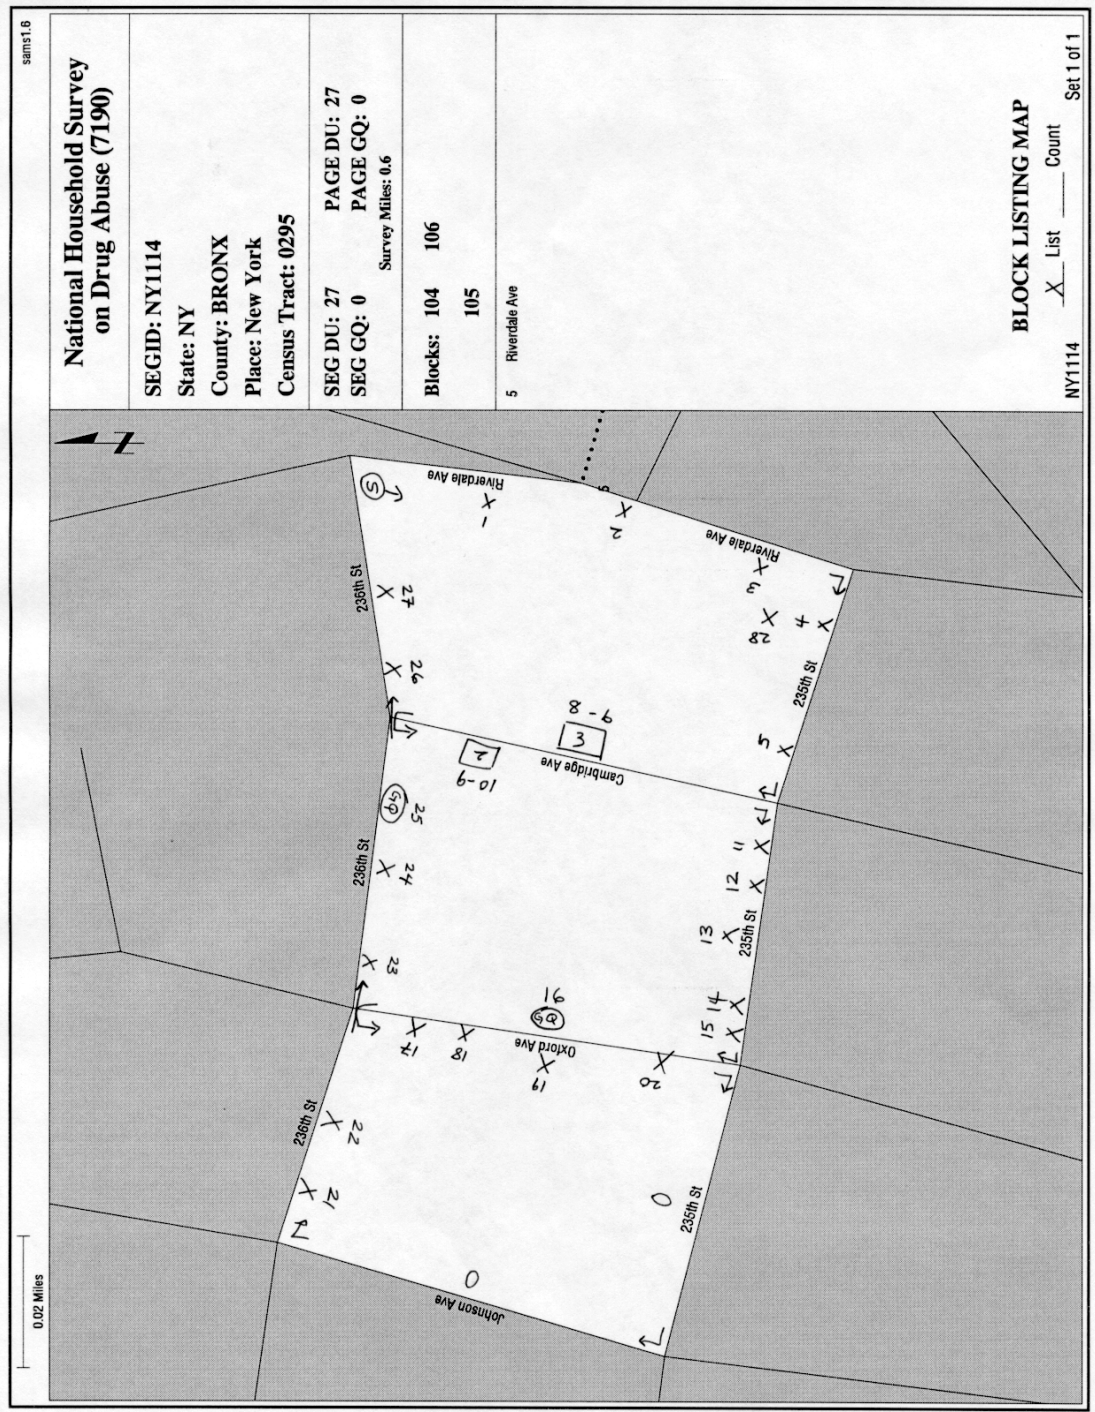 sams1.6
National Household Survey
on Drug Abuse (7190)
SEGID: NY1114
State: NY
County: BRONX
Place: New York
Census Tract: 0295
SEG DU: 27 PAGE DU: 27
SEG GQ: 0 PAGE GQ: 0
Survey Miles: 0.6
Blocks: 104 106
105
5 Riverdale Ave
BLOCK LISTING MAP
X List ____ Count
NY1114 Set 1 of 1
0.02 Miles
N
S
Riverdale Ave
1
5
2
Riverdale Ave
3
28
4
235th St
5
236th St
27
26
3
6-8
Cambridge Ave
2
9-10
236th St
GQ
25
24
23
11
12
13
235th St
14
15
GQ
16
Oxford Ave
17
18
19
20
236th St
22
21
0
235th St
0
Johnson Ave